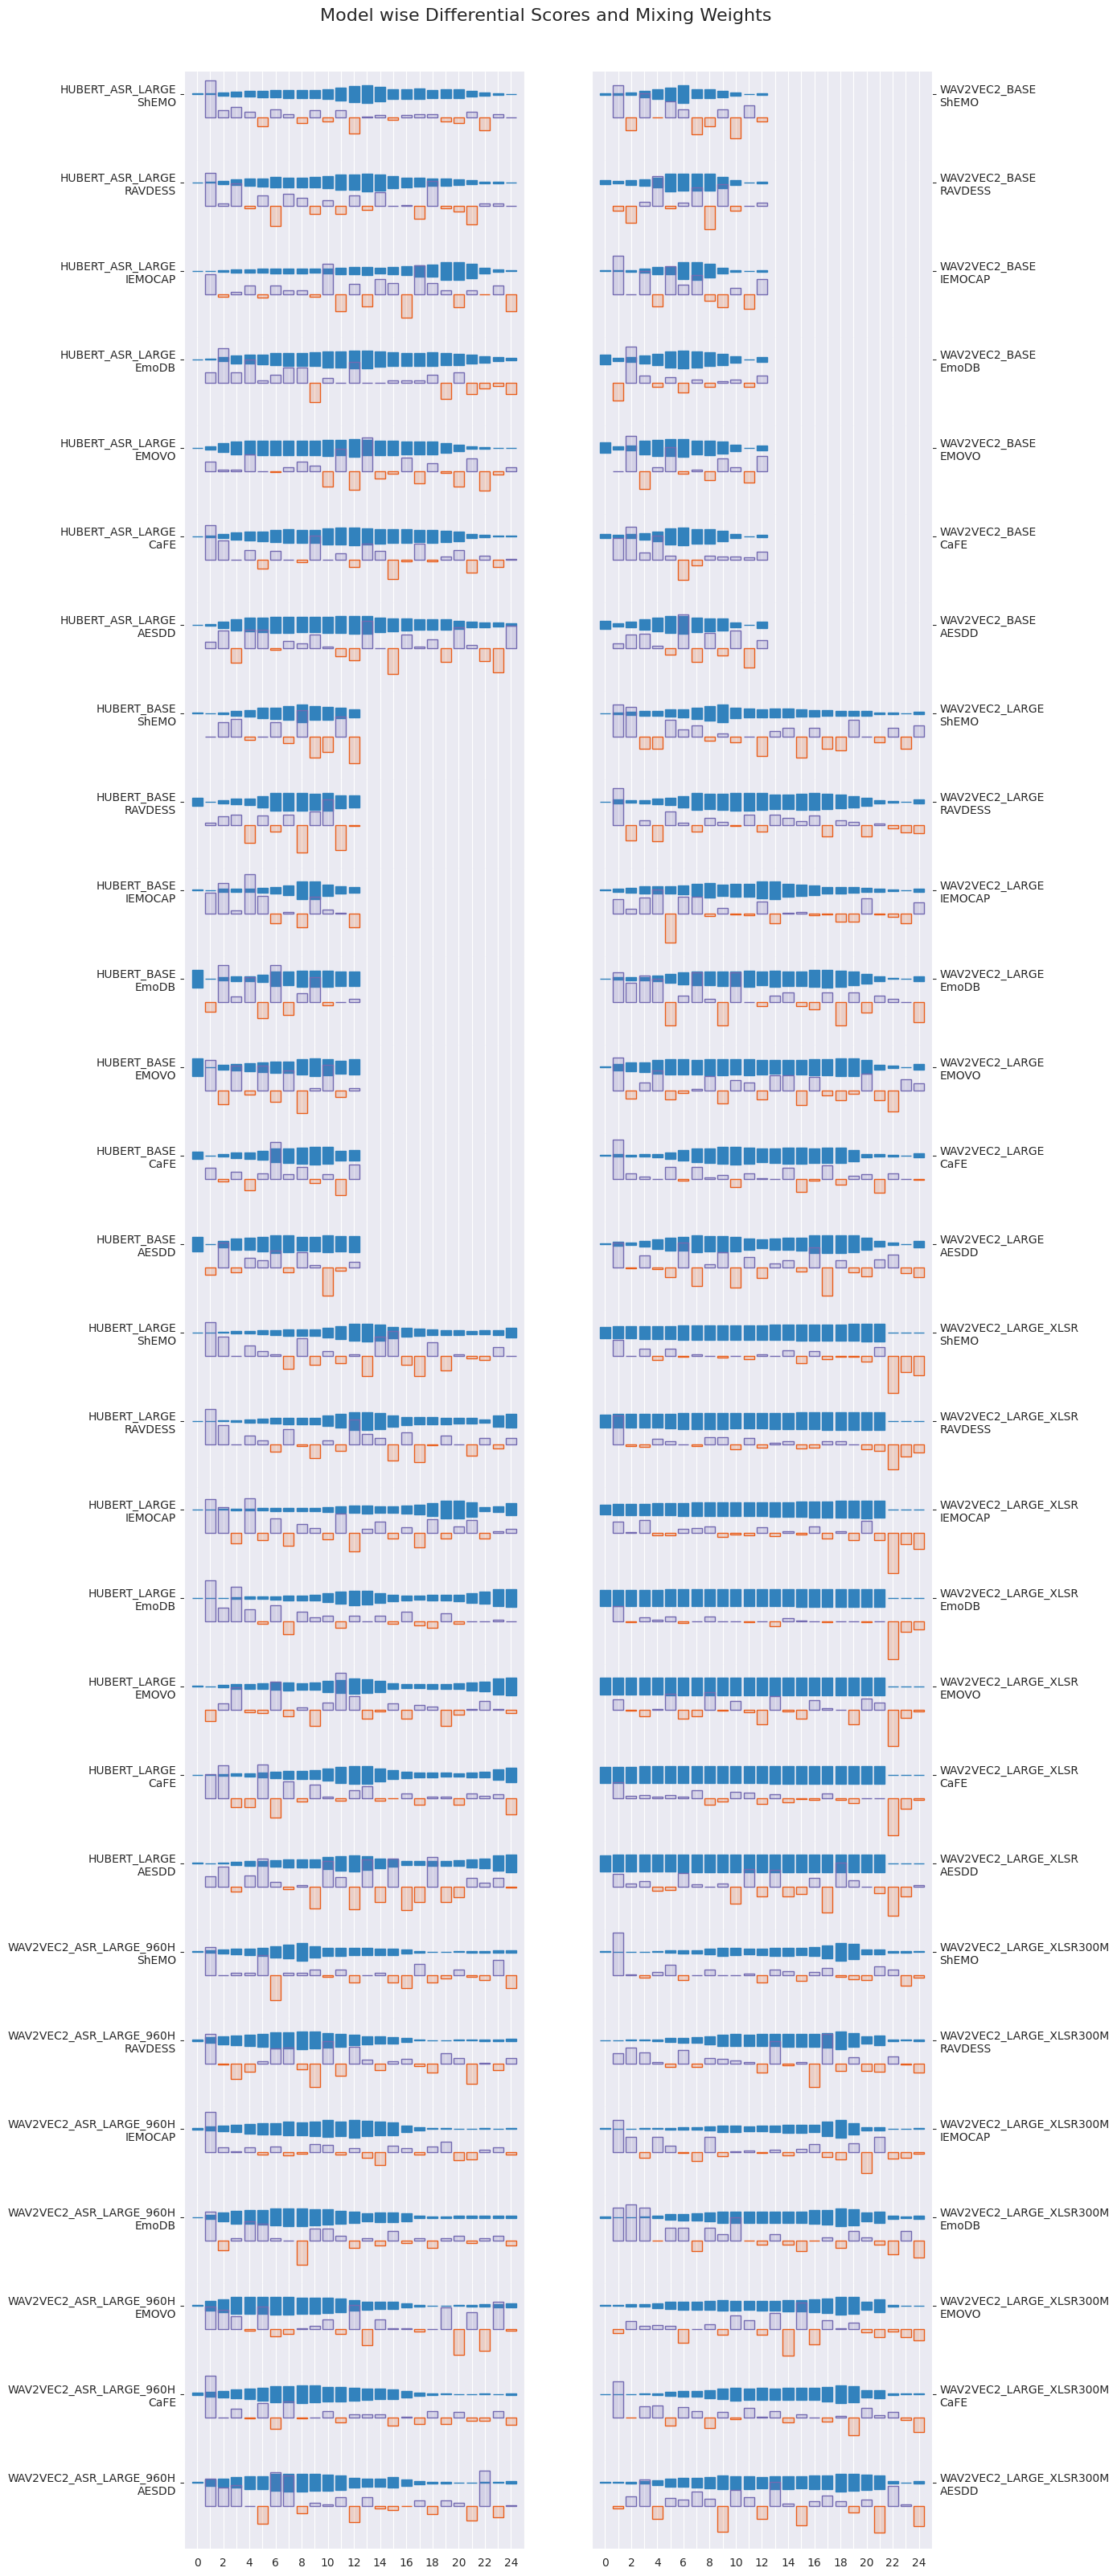 Model wise Differential Scores and Mixing Weights
HUBERT_ASR_LARGE
ShEMO
HUBERT_ASR_LARGE
RAVDESS
HUBERT_ASR_LARGE
IEMOCAP
HUBERT_ASR_LARGE
EmoDB
HUBERT_ASR_LARGE
EMOVO
HUBERT_ASR_LARGE
CaFE
HUBERT_ASR_LARGE
AESDD
HUBERT_BASE
ShEMO
HUBERT_BASE
RAVDESS
HUBERT_BASE
IEMOCAP
HUBERT_BASE
EmoDB
HUBERT_BASE
EMOVO
HUBERT_BASE
CaFE
HUBERT_BASE
AESDD
HUBERT_LARGE
ShEMO
HUBERT_LARGE
RAVDESS
HUBERT_LARGE
IEMOCAP
HUBERT_LARGE
EmoDB
HUBERT_LARGE
EMOVO
HUBERT_LARGE
CaFE
HUBERT_LARGE
AESDD
WAV2VEC2_ASR_LARGE_960H
ShEMO
WAV2VEC2_ASR_LARGE_960H
RAVDESS
WAV2VEC2_ASR_LARGE_960H
IEMOCAP
WAV2VEC2_ASR_LARGE_960H
EmoDB
WAV2VEC2_ASR_LARGE_960H
EMOVO
WAV2VEC2_ASR_LARGE_960H
CaFE
WAV2VEC2_ASR_LARGE_960H
AESDD
0 2 4 6 8 10 12 14 16 18 20 22 24
WAV2VEC2_BASE
ShEMO
WAV2VEC2_BASE
RAVDESS
WAV2VEC2_BASE
IEMOCAP
WAV2VEC2_BASE
EmoDB
WAV2VEC2_BASE
EMOVO
WAV2VEC2_BASE
CaFE
WAV2VEC2_BASE
AESDD
WAV2VEC2_LARGE
ShEMO
WAV2VEC2_LARGE
RAVDESS
WAV2VEC2_LARGE
IEMOCAP
WAV2VEC2_LARGE
EmoDB
WAV2VEC2_LARGE
EMOVO
WAV2VEC2_LARGE
CaFE
WAV2VEC2_LARGE
AESDD
WAV2VEC2_LARGE_XLSR
ShEMO
WAV2VEC2_LARGE_XLSR
RAVDESS
WAV2VEC2_LARGE_XLSR
IEMOCAP
WAV2VEC2_LARGE_XLSR
EmoDB
WAV2VEC2_LARGE_XLSR
EMOVO
WAV2VEC2_LARGE_XLSR
CaFE
WAV2VEC2_LARGE_XLSR
AESDD
WAV2VEC2_LARGE_XLSR300M
ShEMO
WAV2VEC2_LARGE_XLSR300M
RAVDESS
WAV2VEC2_LARGE_XLSR300M
IEMOCAP
WAV2VEC2_LARGE_XLSR300M
EmoDB
WAV2VEC2_LARGE_XLSR300M
EMOVO
WAV2VEC2_LARGE_XLSR300M
CaFE
WAV2VEC2_LARGE_XLSR300M
AESDD
0 2 4 6 8 10 12 14 16 18 20 22 24